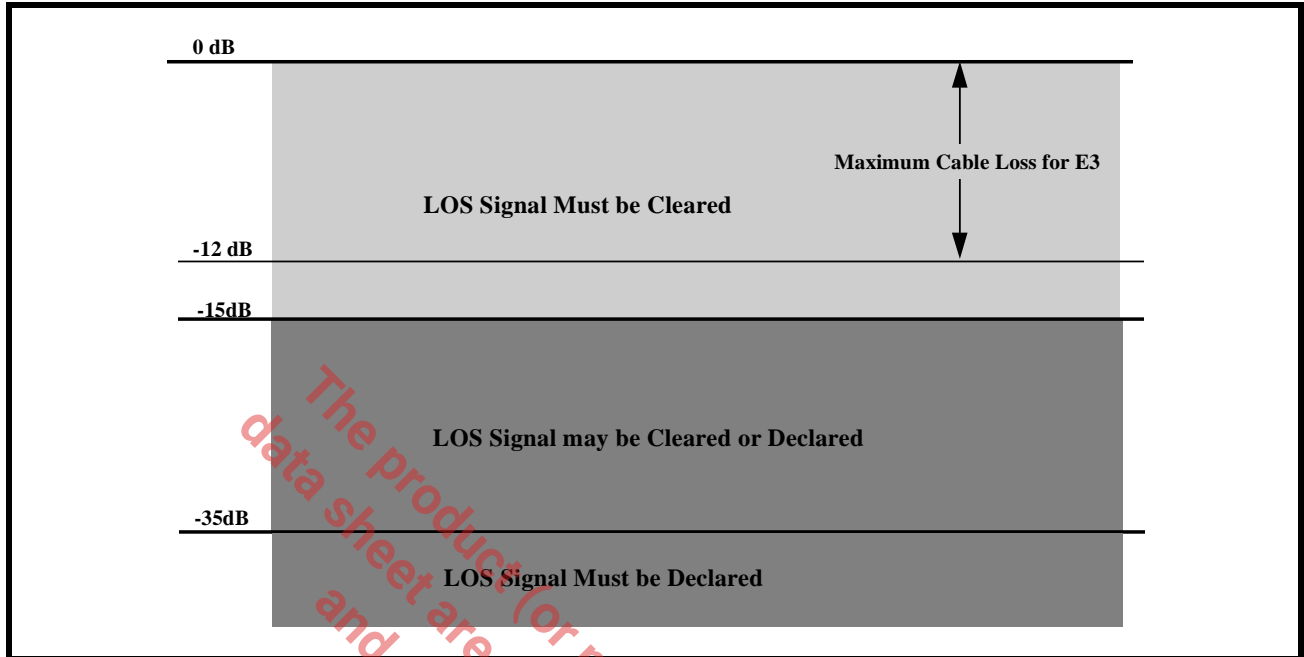 0 dB
Maximum Cable Loss for E3
LOS Signal Must be Cleared
-12 dB
-15dB
LOS Signal may be Cleared or Declared
-35dB
LOS Signal Must be Declared
The product (or
data sheet are
and